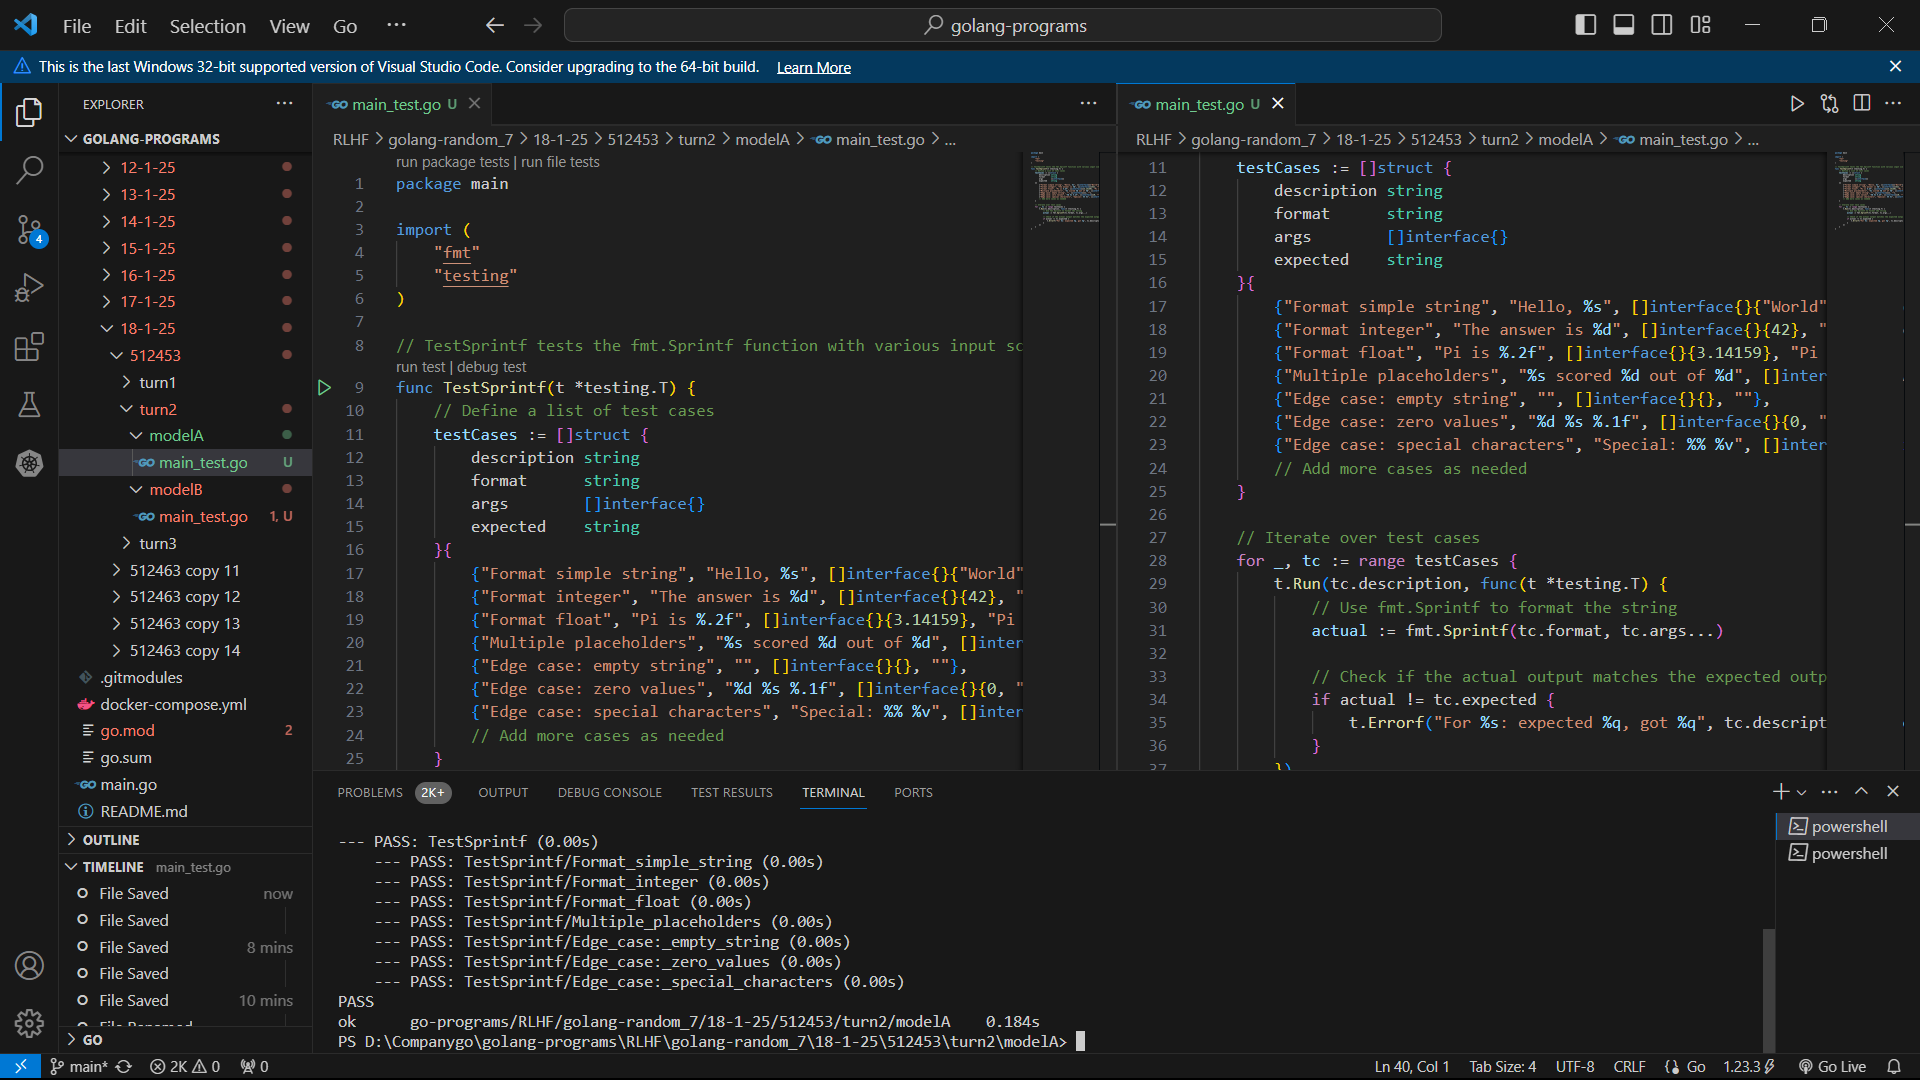 File Edit Selection View Go ···
golang-programs
This is the last Windows 32-bit supported version of Visual Studio Code. Consider upgrading to the 64-bit build. Learn More
EXPLORER
GOLANG-PROGRAMS
12-1-25
13-1-25
14-1-25
15-1-25
16-1-25
17-1-25
18-1-25
512453
turn1
turn2
modelA
main_test.go U
modelB
main_test.go 1, U
turn3
512463 copy 11
512463 copy 12
512463 copy 13
512463 copy 14
.gitmodules
docker-compose.yml
go.mod 2
go.sum
main.go
README.md
OUTLINE
TIMELINE main_test.go
File Saved now
File Saved
File Saved 8 mins
File Saved
File Saved 10 mins
File Renamed
GO
4
main_test.go U
RLHF > golang-random_7 > 18-1-25 > 512453 > turn2 > modelA > main_test.go > ...
run package tests | run file tests
1 package main
2
3 import (
4 "fmt"
5 "testing"
6 )
7
8 // TestSprintf tests the fmt.Sprintf function with various input sc
run test | debug test
9 func TestSprintf(t *testing.T) {
10 // Define a list of test cases
11 testCases := []struct {
12 description string
13 format string
14 args []interface{}
15 expected string
16 }{
17 {"Format simple string", "Hello, %s", []interface{}{"World"
18 {"Format integer", "The answer is %d", []interface{}{42}, "
19 {"Format float", "Pi is %.2f", []interface{}{3.14159}, "Pi
20 {"Multiple placeholders", "%s scored %d out of %d", []inter
21 {"Edge case: empty string", "", []interface{}{}, ""},
22 {"Edge case: zero values", "%d %s %.1f", []interface{}{0, "
23 {"Edge case: special characters", "Special: %% %v", []inter
24 // Add more cases as needed
25 }
main_test.go U
RLHF > golang-random_7 > 18-1-25 > 512453 > turn2 > modelA > main_test.go > ...
11 testCases := []struct {
12 description string
13 format string
14 args []interface{}
15 expected string
16 }{
17 {"Format simple string", "Hello, %s", []interface{}{"World"
18 {"Format integer", "The answer is %d", []interface{}{42}, "
19 {"Format float", "Pi is %.2f", []interface{}{3.14159}, "Pi
20 {"Multiple placeholders", "%s scored %d out of %d", []inter
21 {"Edge case: empty string", "", []interface{}{}, ""},
22 {"Edge case: zero values", "%d %s %.1f", []interface{}{0, "
23 {"Edge case: special characters", "Special: %% %v", []inter
24 // Add more cases as needed
25 }
26
27 // Iterate over test cases
28 for _, tc := range testCases {
29 t.Run(tc.description, func(t *testing.T) {
30 // Use fmt.Sprintf to format the string
31 actual := fmt.Sprintf(tc.format, tc.args...)
32
33 // Check if the actual output matches the expected outp
34 if actual != tc.expected {
35 t.Errorf("For %s: expected %q, got %q", tc.descript
36 }
37 })
PROBLEMS 2K+ OUTPUT DEBUG CONSOLE TEST RESULTS TERMINAL PORTS
--- PASS: TestSprintf (0.00s)
--- PASS: TestSprintf/Format_simple_string (0.00s)
--- PASS: TestSprintf/Format_integer (0.00s)
--- PASS: TestSprintf/Format_float (0.00s)
--- PASS: TestSprintf/Multiple_placeholders (0.00s)
--- PASS: TestSprintf/Edge_case:_empty_string (0.00s)
--- PASS: TestSprintf/Edge_case:_zero_values (0.00s)
--- PASS: TestSprintf/Edge_case:_special_characters (0.00s)
PASS
ok go-programs/RLHF/golang-random_7/18-1-25/512453/turn2/modelA 0.184s
PS D:\Companygo\golang-programs\RLHF\golang-random_7\18-1-25\512453\turn2\modelA>
powershell
powershell
main* 2K 0 0 Ln 40, Col 1 Tab Size: 4 UTF-8 CRLF Go 1.23.3 Go Live